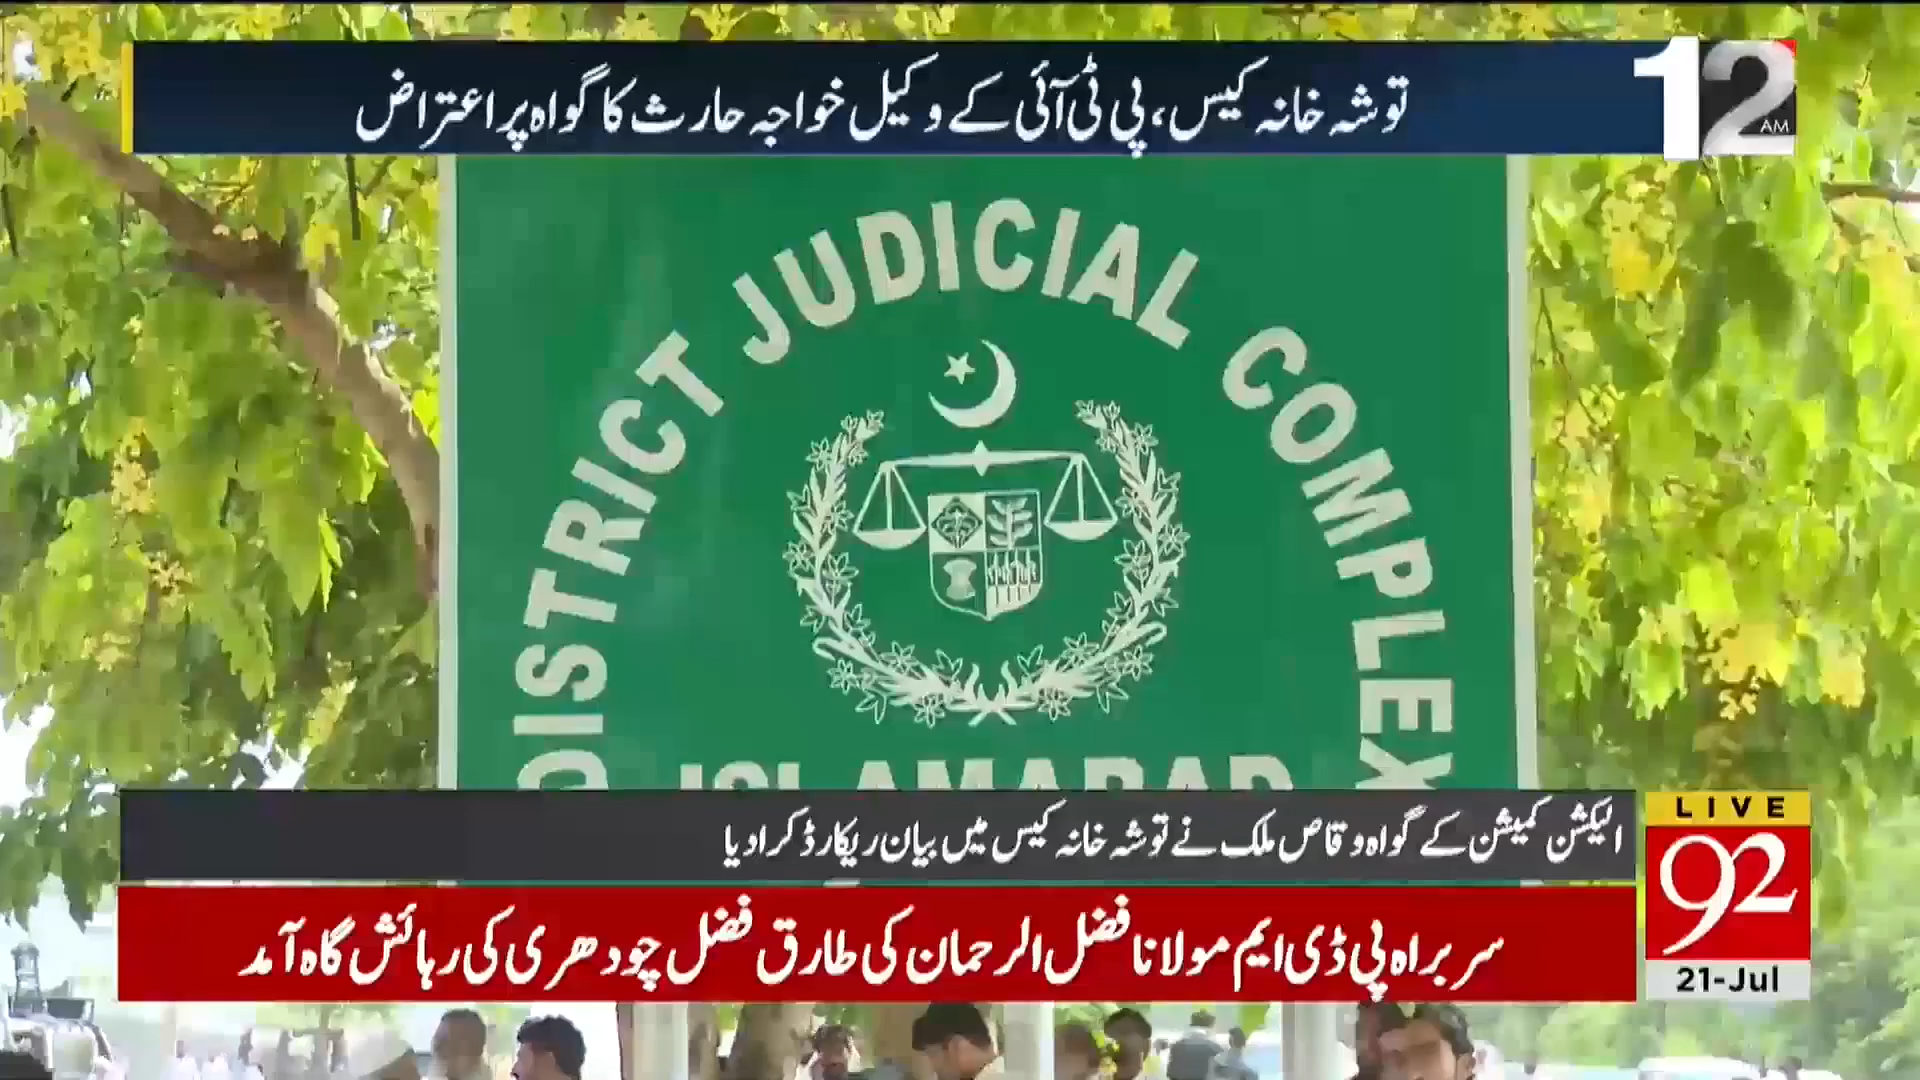 توشہ خانہ کیس، پی ٹی آئی کے وکیل خواجہ حارث کا گواہ پر اعتراض
12 AM
DISTRICT JUDICIAL COMPLEX
ISLAMABAD
الیکشن کمیشن کے گواہ وقاص ملک نے توشہ خانہ کیس میں بیان ریکارڈ کرا دیا
سربراہ پی ڈی ایم مولانا فضل الرحمان کی طارق فضل چودھری کی رہائش گاہ آمد
LIVE
92
21-Jul